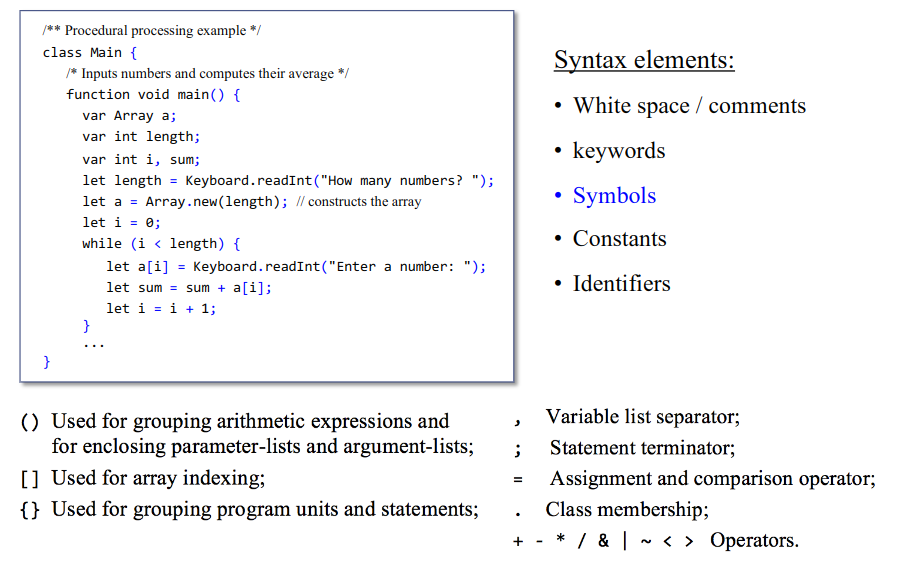 /** Procedural processing example */
class Main {
/* Inputs numbers and computes their average */
function void main() {
var Array a;
var int length;
var int i, sum;
let length = Keyboard.readInt("How many numbers? ");
let a = Array.new(length); // constructs the array
let i = 0;
while (i < length) {
let a[i] = Keyboard.readInt("Enter a number: ");
let sum = sum + a[i];
let i = i + 1;
}
...
}
Syntax elements:
• White space / comments
• keywords
• Symbols
• Constants
• Identifiers
() Used for grouping arithmetic expressions and
for enclosing parameter-lists and argument-lists;
[] Used for array indexing;
{} Used for grouping program units and statements;
, Variable list separator;
; Statement terminator;
= Assignment and comparison operator;
. Class membership;
+ - * / & | ~ < > Operators.